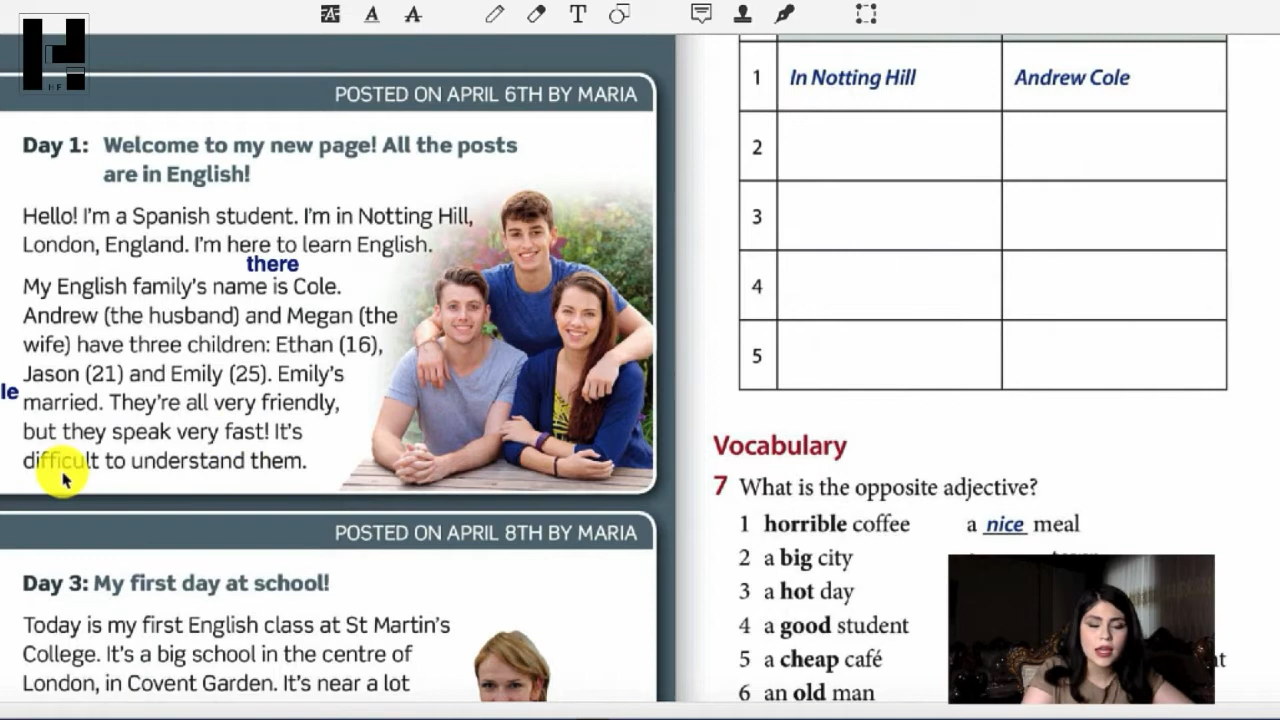 HF
POSTED ON APRIL 6TH BY MARIA
Day 1: Welcome to my new page! All the posts
are in English!
Hello! I'm a Spanish student. I'm in Notting Hill,
London, England. I'm here to learn English.
there
My English family's name is Cole.
Andrew (the husband) and Megan (the
wife) have three children: Ethan (16),
Jason (21) and Emily (25). Emily's
le
married. They're all very friendly,
but they speak very fast! It's
difficult to understand them.
POSTED ON APRIL 8TH BY MARIA
Day 3: My first day at school!
Today is my first English class at St Martin's
College. It's a big school in the centre of
London, in Covent Garden. It's near a lot
1 In Notting Hill Andrew Cole
2
3
4
5
Vocabulary
7 What is the opposite adjective?
1 horrible coffee a nice meal
2 a big city
3 a hot day
4 a good student
5 a cheap café
6 an old man